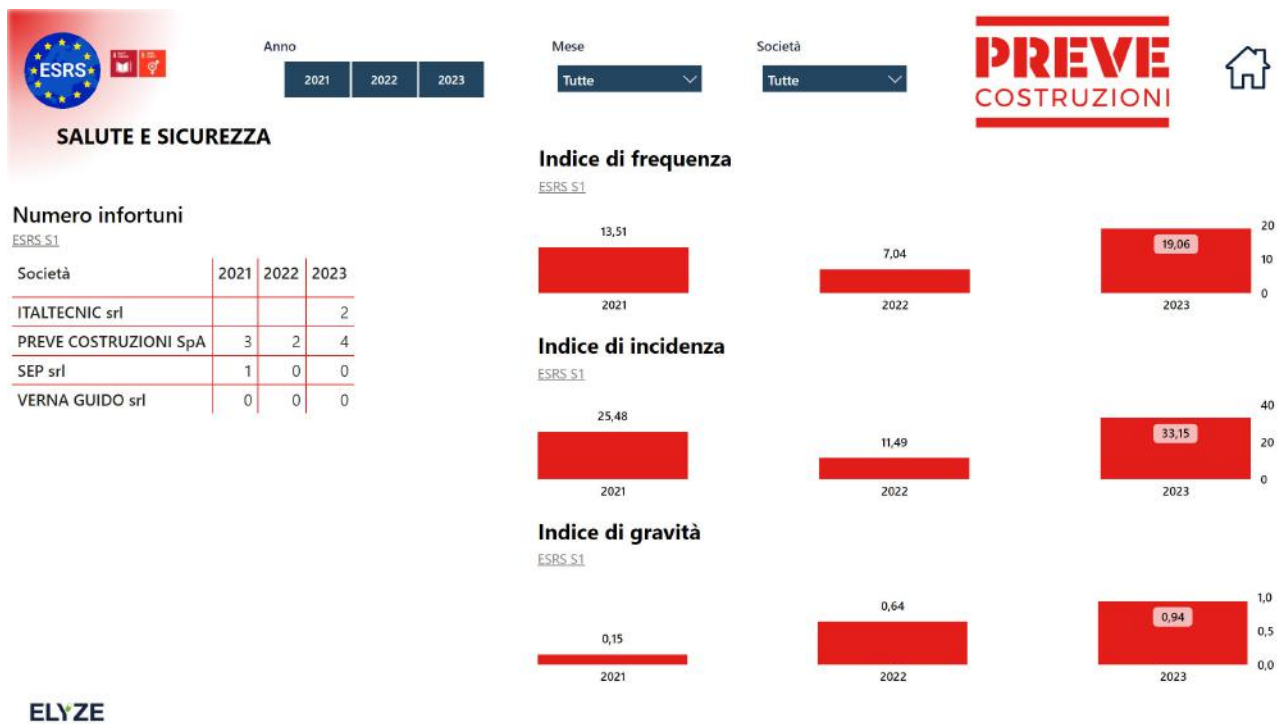 ESRS
Anno
2021 2022 2023
Mese
Tutte
Società
Tutte
PREVE
COSTRUZIONI
SALUTE E SICUREZZA
Numero infortuni
ESRS S1
Società 2021 2022 2023
ITALTECNIC srl 2
PREVE COSTRUZIONI SpA 3 2 4
SEP srl 1 0 0
VERNA GUIDO srl 0 0 0
Indice di frequenza
ESRS S1
13,51 7,04 19,06
20
10
0
2021 2022 2023
Indice di incidenza
ESRS S1
25,48 11,49 33,15
40
20
0
2021 2022 2023
Indice di gravità
ESRS S1
0,15 0,64 0,94
1,0
0,5
0,0
2021 2022 2023
ELYZE